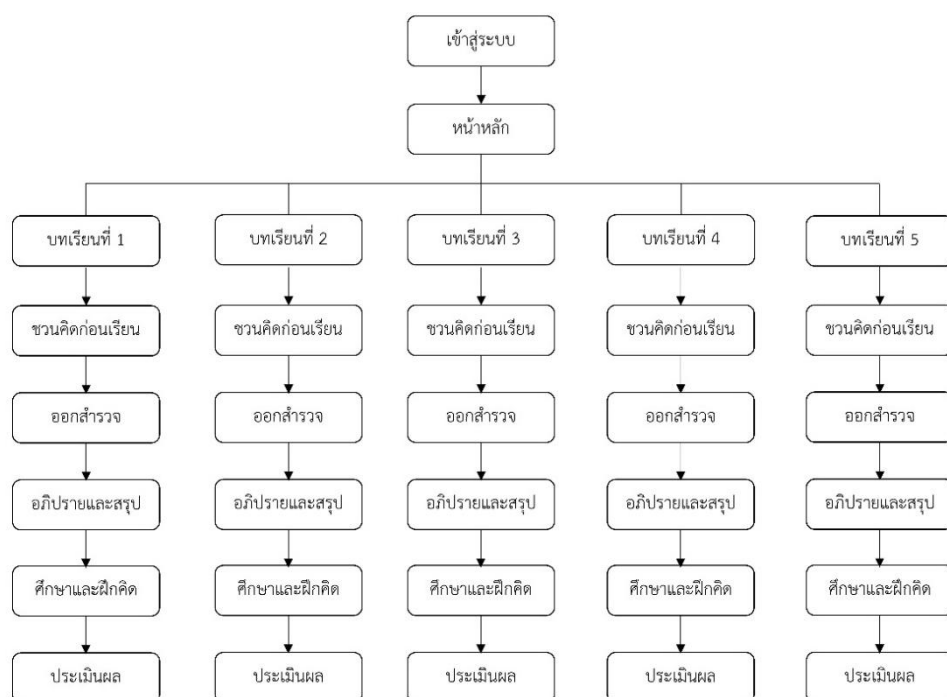 เข้าสู่ระบบ
หน้าหลัก
บทเรียนที่ 1
บทเรียนที่ 2
บทเรียนที่ 3
บทเรียนที่ 4
บทเรียนที่ 5
ชวนคิดก่อนเรียน
ชวนคิดก่อนเรียน
ชวนคิดก่อนเรียน
ชวนคิดก่อนเรียน
ชวนคิดก่อนเรียน
ออกสำรวจ
ออกสำรวจ
ออกสำรวจ
ออกสำรวจ
ออกสำรวจ
อภิปรายและสรุป
อภิปรายและสรุป
อภิปรายและสรุป
อภิปรายและสรุป
อภิปรายและสรุป
ศึกษาและฝึกคิด
ศึกษาและฝึกคิด
ศึกษาและฝึกคิด
ศึกษาและฝึกคิด
ศึกษาและฝึกคิด
ประเมินผล
ประเมินผล
ประเมินผล
ประเมินผล
ประเมินผล